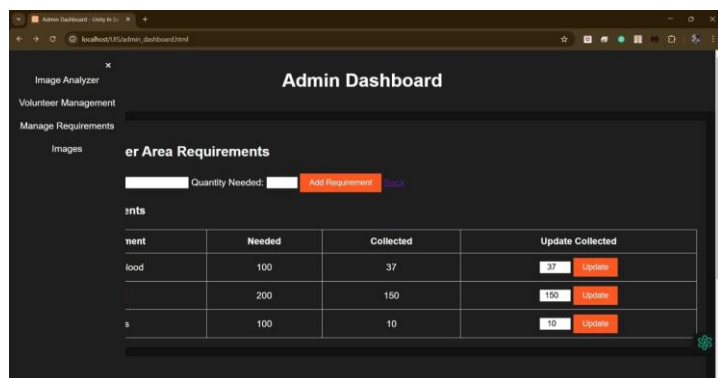 Admin Dashboard - Unity in So
localhost/UIS/admin_dashboard.html
×
Image Analyzer
Admin Dashboard
Volunteer Management
Manage Requirements
Images
er Area Requirements
Quantity Needed: Add Requirement Back
ents
ment Needed Collected Update Collected
lood 100 37 37 Update
200 150 150 Update
s 100 10 10 Update